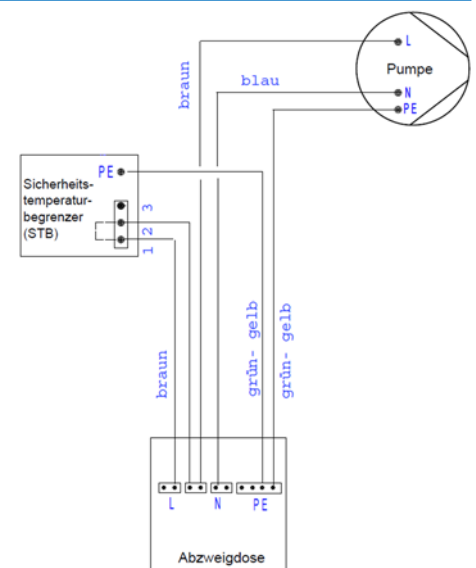 L
Pumpe
N
PE
braun
blau
PE
Sicherheits-
temperatur-
begrenzer
(STB)
3
2
1
braun
grün- gelb
grün- gelb
L
N
PE
Abzweigdose